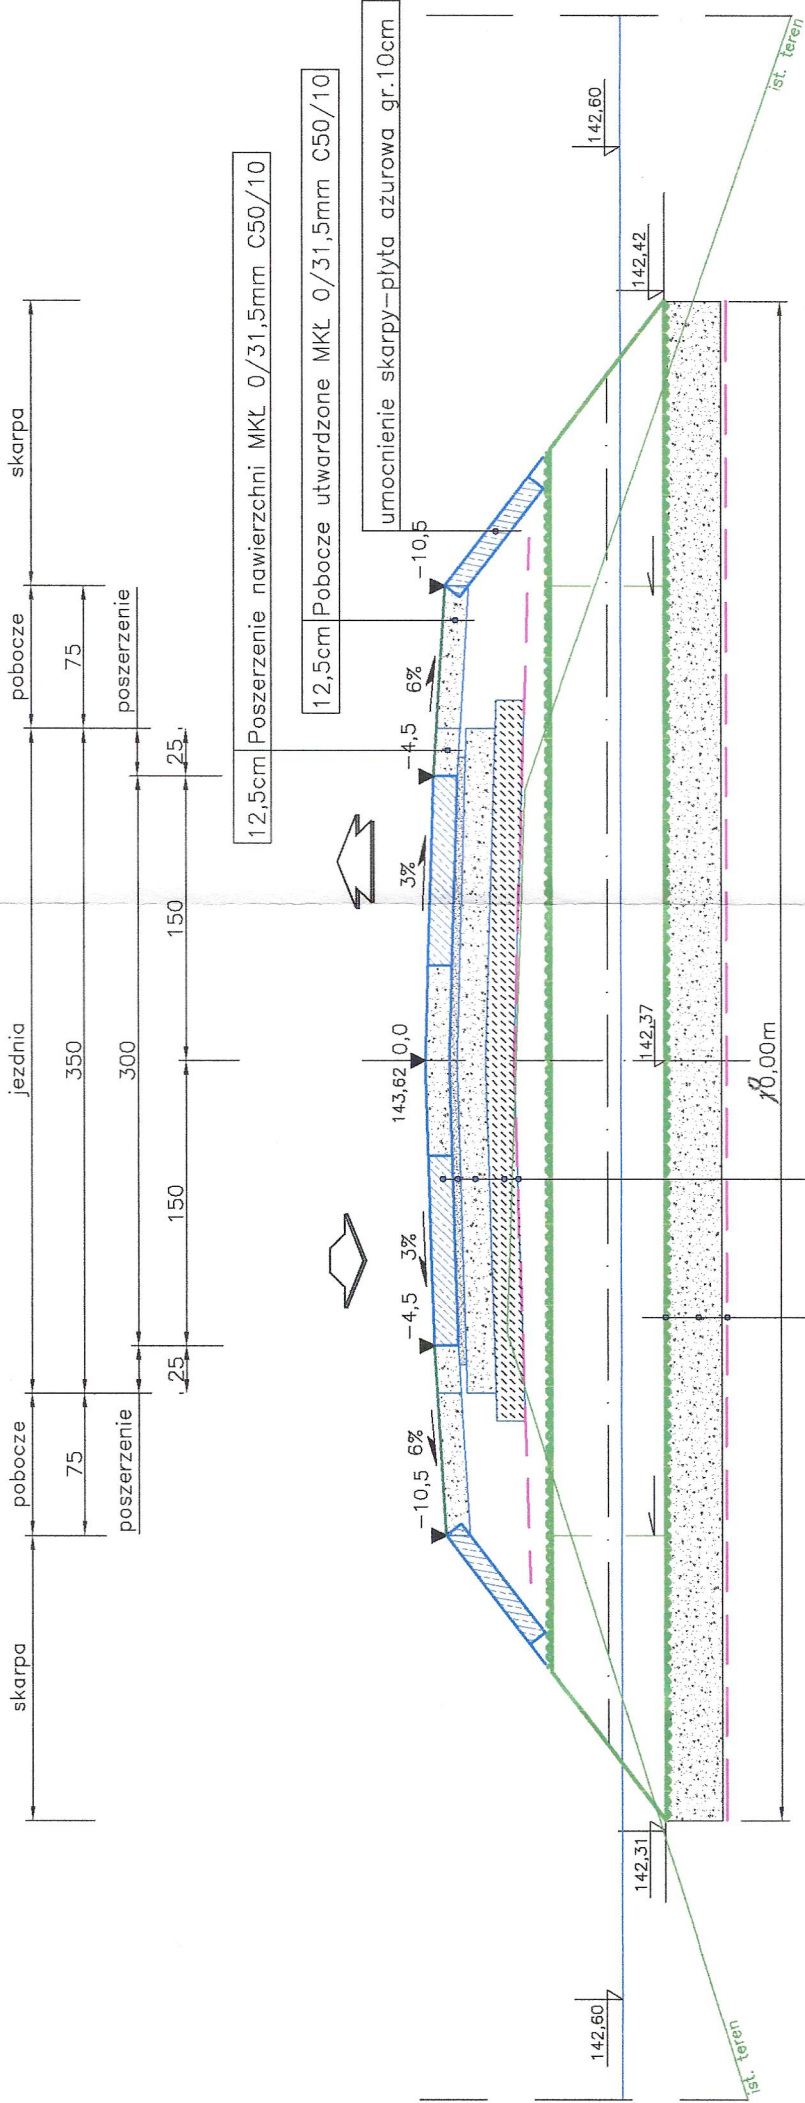 skarpa
pobocze
jezdnia
pobocze
skarpa
75
350
75
poszerzenie
300
poszerzenie
25
150
150
25
12,5cm Poszerzenie nawierzchni MKŁ 0/31,5mm C50/10
12,5cm Pobocze utwardzone MKŁ 0/31,5mm C50/10
umocnienie skarpy-płyta ażurowa gr.10cm
-10,5
6%
-4,5
3%
143,62
0,0
3%
-4,5
6%
-10,5
142,60
142,60
142,31
142,37
142,42
ist. teren
ist. teren
0,00m